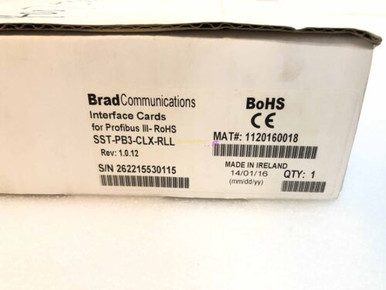 BradCommunications
Interface Cards
for Profibus III- RoHS
SST-PB3-CLX-RLL
Rev: 1.0.12
S/N 262215530115
BoHS
CE
MAT#: 1120160018
MADE IN IRELAND
14/01/16
(mm/dd/yy)
QTY: 1